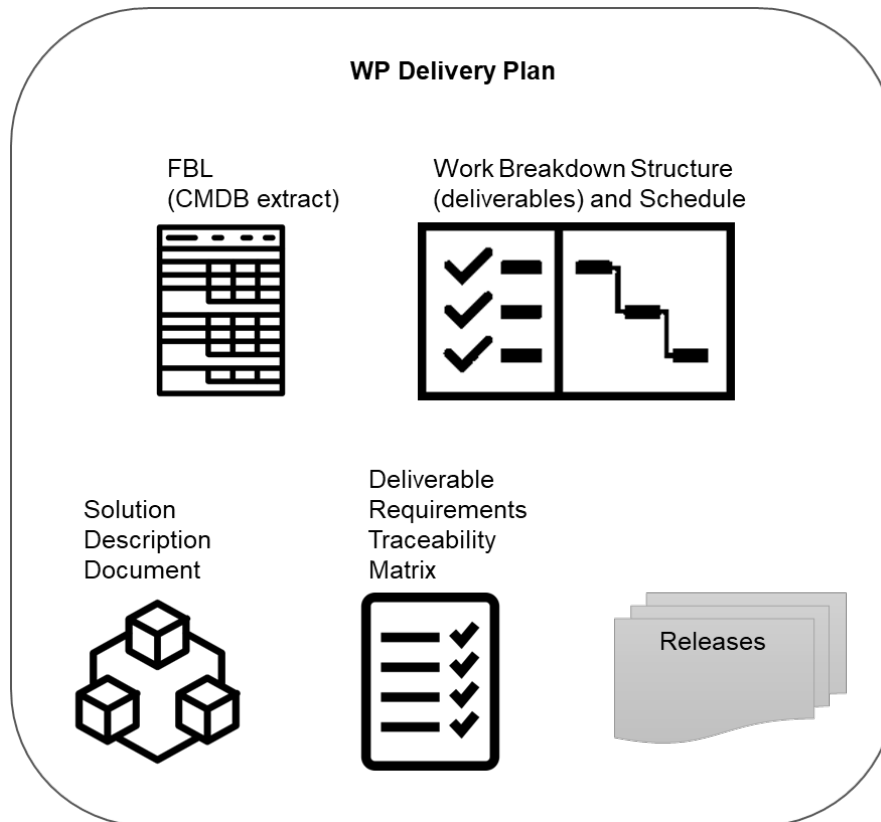 WP Delivery Plan
FBL
(CMDB extract)
Work Breakdown Structure
(deliverables) and Schedule
Solution
Description
Document
Deliverable
Requirements
Traceability
Matrix
Releases